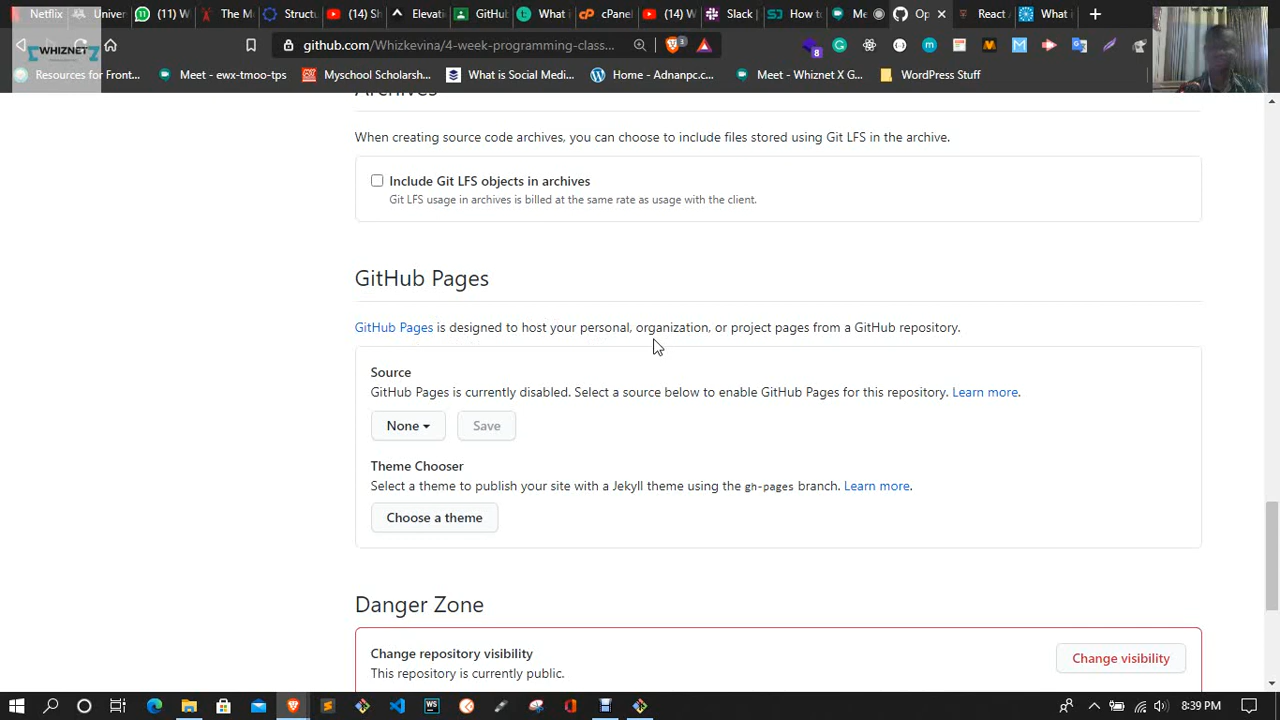 Netflix
Univer
(11) W
The M
Structu
(14) Sh
Elevate
GitHub
What i
cPanel
(14) W
Slack |
How to
Me
Op
React J
What i
WHIZNET
github.com/Whizkevina/4-week-programming-class...
3
8
Resources for Front...
Meet - ewx-tmoo-tps
Myschool Scholarsh...
What is Social Medi...
Home - Adnanpc.c...
Meet - Whiznet X G...
WordPress Stuff
Archives
When creating source code archives, you can choose to include files stored using Git LFS in the archive.
Include Git LFS objects in archives
Git LFS usage in archives is billed at the same rate as usage with the client.
GitHub Pages
GitHub Pages is designed to host your personal, organization, or project pages from a GitHub repository.
Source
GitHub Pages is currently disabled. Select a source below to enable GitHub Pages for this repository. Learn more.
None
Save
Theme Chooser
Select a theme to publish your site with a Jekyll theme using the gh-pages branch. Learn more.
Choose a theme
Danger Zone
Change repository visibility
This repository is currently public.
Change visibility
8:39 PM